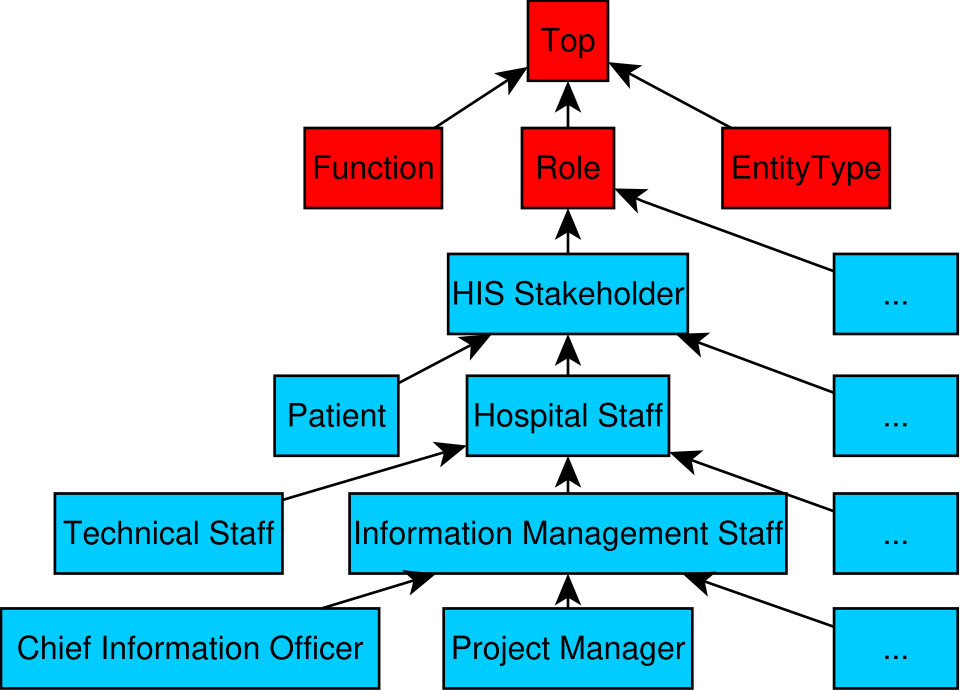 Top
Function
Role
EntityType
HIS Stakeholder
...
Patient
Hospital Staff
...
Technical Staff
Information Management Staff
...
Chief Information Officer
Project Manager
...